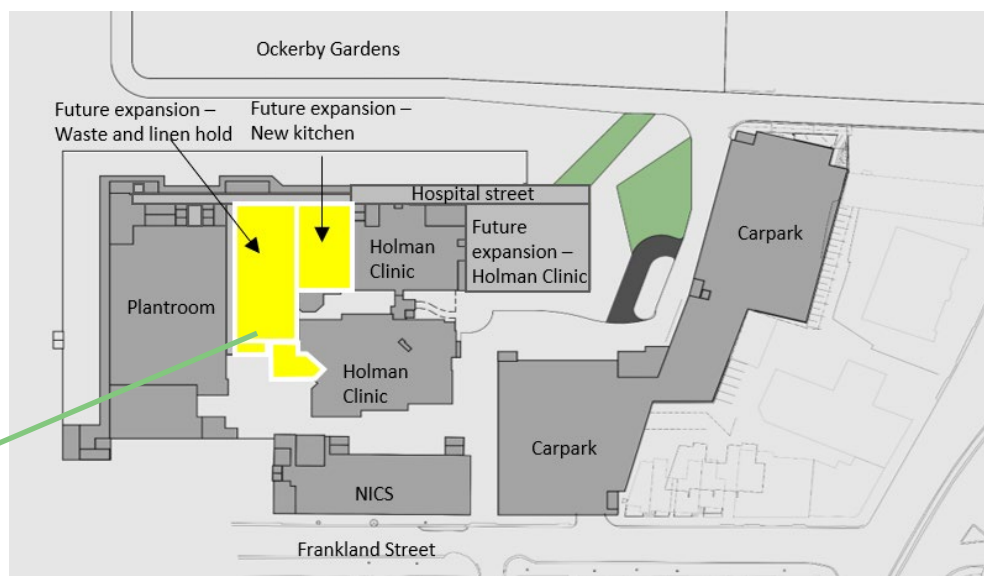 Ockerby Gardens
Future expansion –
Waste and linen hold
Future expansion –
New kitchen
Hospital street
Holman
Clinic
Future
expansion –
Holman Clinic
Carpark
Plantroom
Holman
Clinic
Carpark
NICS
Frankland Street